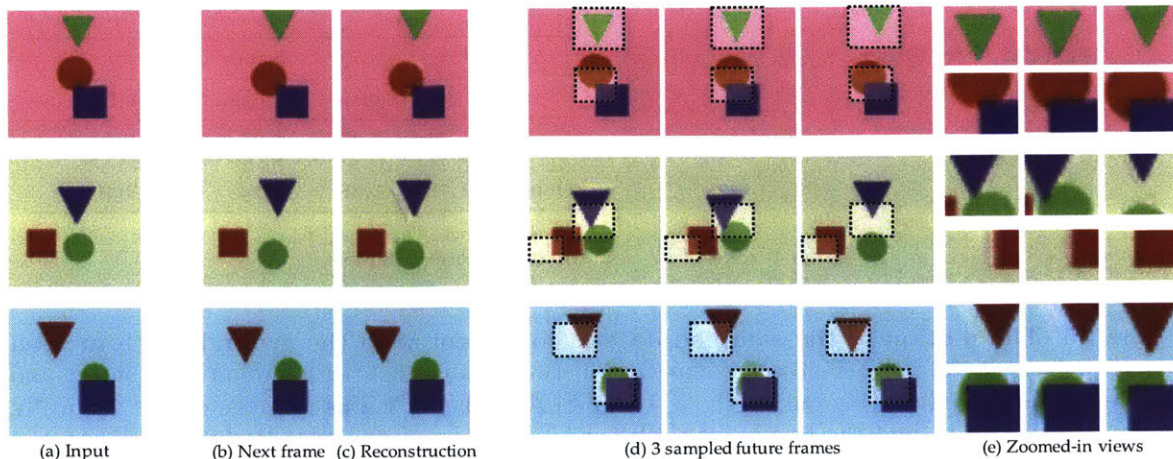 (a) Input
(b) Next frame
(c) Reconstruction
(d) 3 sampled future frames
(e) Zoomed-in views